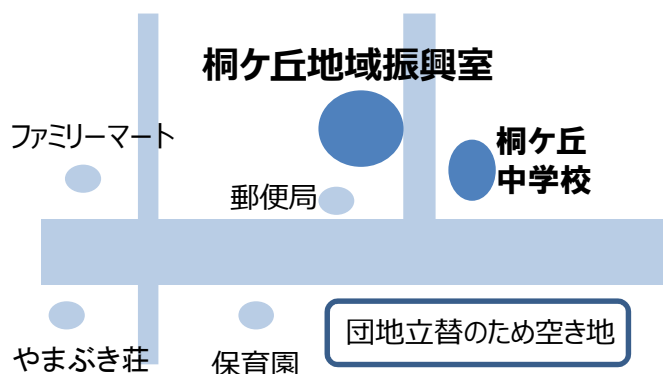 桐ケ丘地域振興室
ファミリーマート
桐ケ丘
中学校
郵便局
団地立替のため空き地
やまぶき荘
保育園